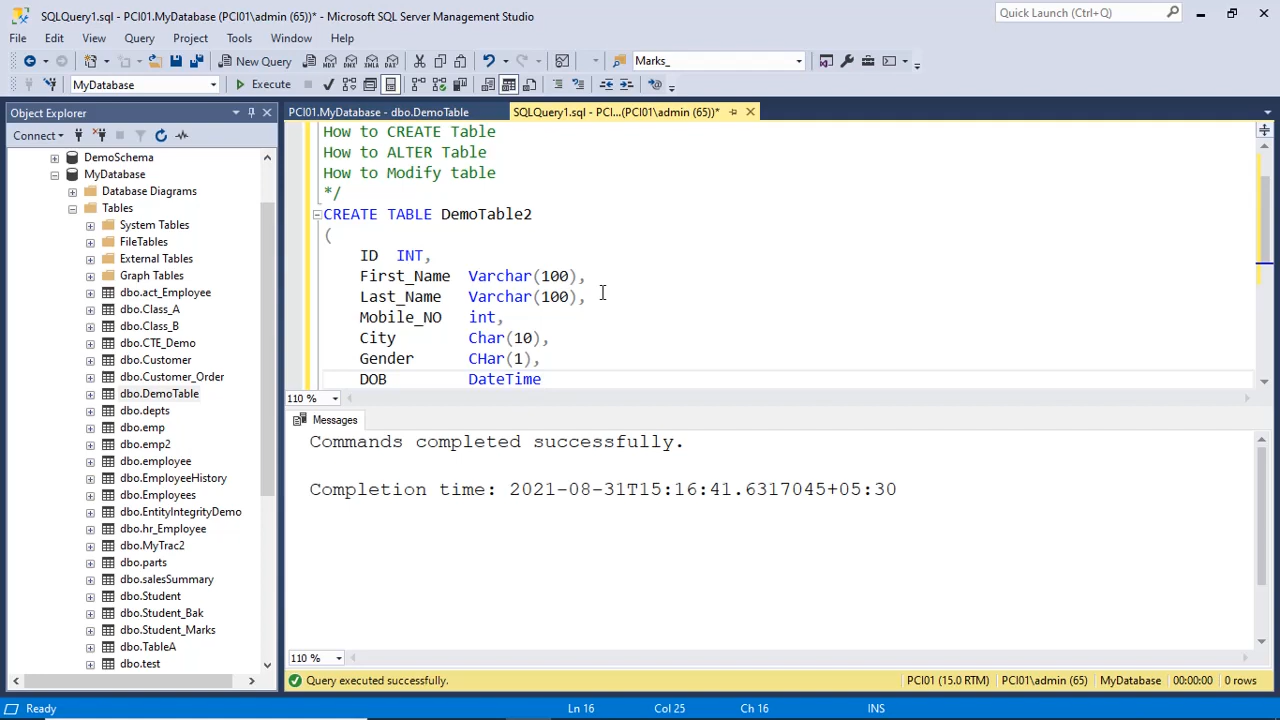 SQLQuery1.sql - PCI01.MyDatabase (PCI01\admin (65))* - Microsoft SQL Server Management Studio
Quick Launch (Ctrl+Q)
File Edit View Query Project Tools Window Help
New Query MDX DMX XMLA DAX Marks_
MyDatabase Execute
Object Explorer
Connect
DemoSchema
MyDatabase
Database Diagrams
Tables
System Tables
FileTables
External Tables
Graph Tables
dbo.act_Employee
dbo.Class_A
dbo.Class_B
dbo.CTE_Demo
dbo.Customer
dbo.Customer_Order
dbo.DemoTable
dbo.depts
dbo.emp
dbo.emp2
dbo.employee
dbo.EmployeeHistory
dbo.Employees
dbo.EntityIntegrityDemo
dbo.hr_Employee
dbo.MyTrac2
dbo.parts
dbo.salesSummary
dbo.Student
dbo.Student_Bak
dbo.Student_Marks
dbo.TableA
dbo.test
PCI01.MyDatabase - dbo.DemoTable
SQLQuery1.sql - PCI...(PCI01\admin (65))*
How to CREATE Table
How to ALTER Table
How to Modify table
*/
CREATE TABLE DemoTable2
(
ID INT,
First_Name Varchar(100),
Last_Name Varchar(100),
Mobile_NO int,
City Char(10),
Gender CHar(1),
DOB DateTime
110 %
Messages
Commands completed successfully.
Completion time: 2021-08-31T15:16:41.6317045+05:30
110 %
Query executed successfully. PCI01 (15.0 RTM) PCI01\admin (65) MyDatabase 00:00:00 0 rows
Ready Ln 16 Col 25 Ch 16 INS